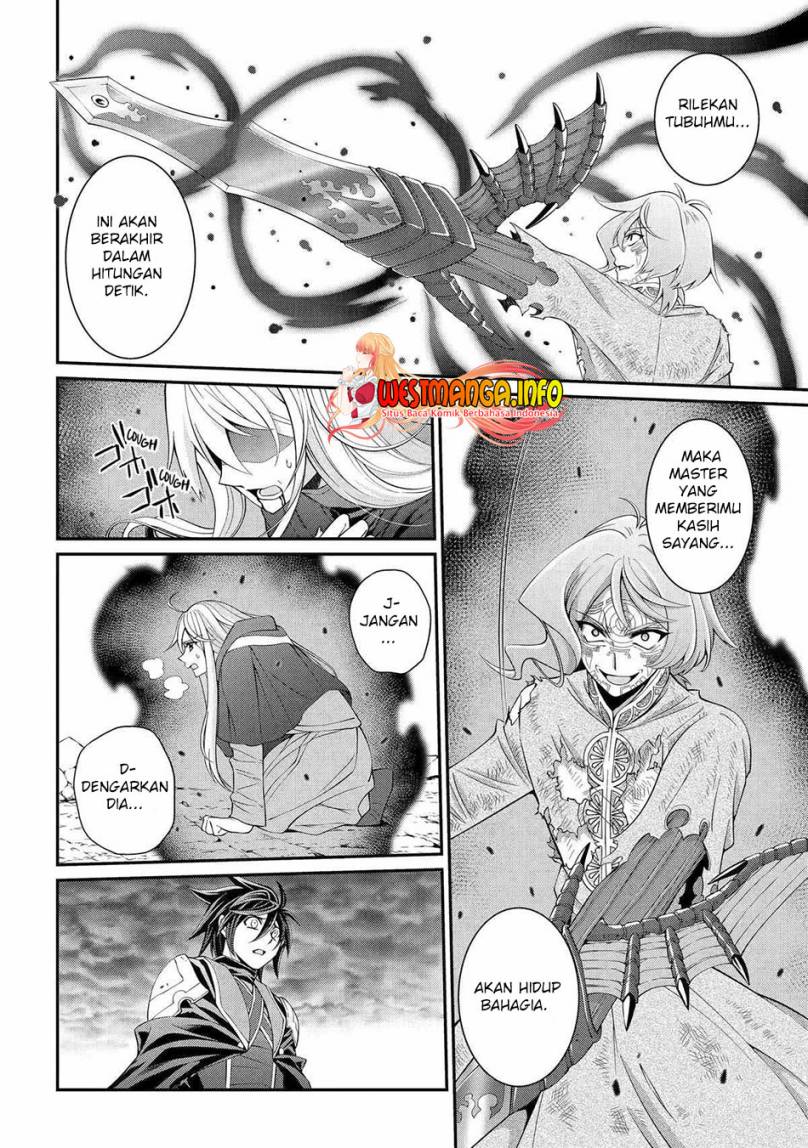 RILEKAN
TUBUHMU...
INI AKAN
BERAKHIR
DALAM
HITUNGAN
DETIK.
WESTMANGA.INFO
Situs Baca Komik Berbahasa Indonesia
MAKA
MASTER
YANG
MEMBERIMU
KASIH
SAYANG...
AKAN HIDUP
BAHAGIA.
COUGH
ゴホ
COUGH
ゴホ
J-
JANGAN
...
D-
DENGARKAN
DIA...